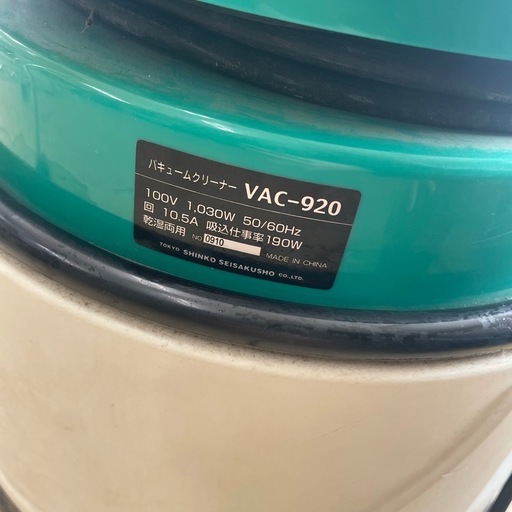 バキュームクリーナー VAC-920
100V 1,030W 50/60Hz
回 10.5A 吸込仕事率190W
乾湿両用 NO. 0910 MADE IN CHINA
TOKYO SHINKO SEISAKUSHO CO.,LTD.